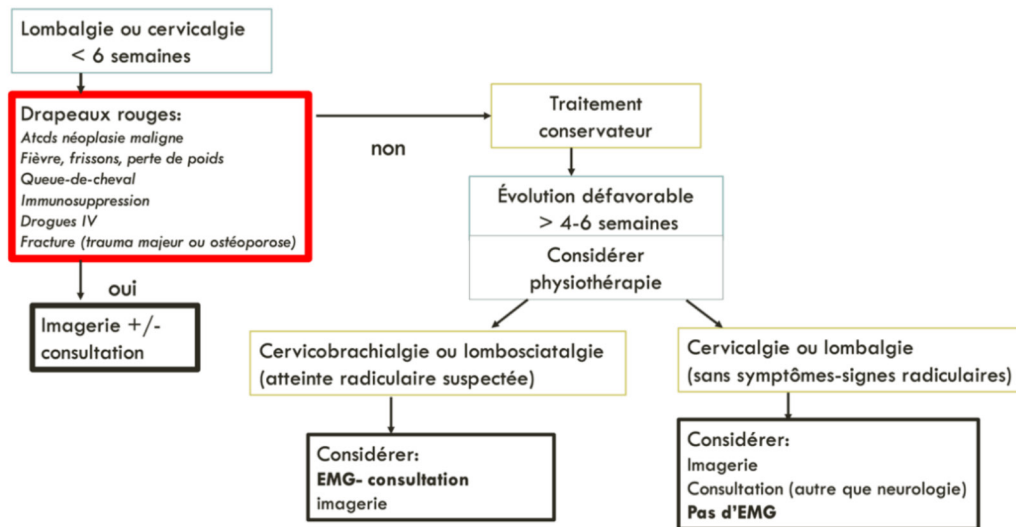 Lombalgie ou cervicalgie
< 6 semaines
Drapeaux rouges:
Atcds néoplasie maligne
Fièvre, frissons, perte de poids
Queue-de-cheval
Immunosuppression
Drogues IV
Fracture (trauma majeur ou ostéoporose)
oui
Imagerie +/-
consultation
non
Traitement
conservateur
Évolution défavorable
> 4-6 semaines
Considérer
physiothérapie
Cervicobrachialgie ou lombosciatalgie
(atteinte radiculaire suspectée)
Considérer:
EMG- consultation
imagerie
Cervicalgie ou lombalgie
(sans symptômes-signes radiculaires)
Considérer:
Imagerie
Consultation (autre que neurologie)
Pas d'EMG